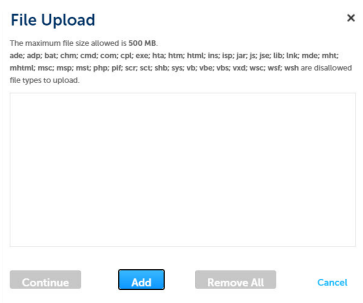 File Upload
×
The maximum file size allowed is 500 MB.
ade; adp; bat; chm; cmd; com; cpl; exe; hta; htm; html; ins; isp; jar; js; jse; lib; lnk; mde; mht;
mhtml; msc; msp; mst; php; pif; scr; sct; shb; sys; vb; vbe; vbs; vxd; wsc; wsf; wsh are disallowed
file types to upload.
Continue Add Remove All Cancel